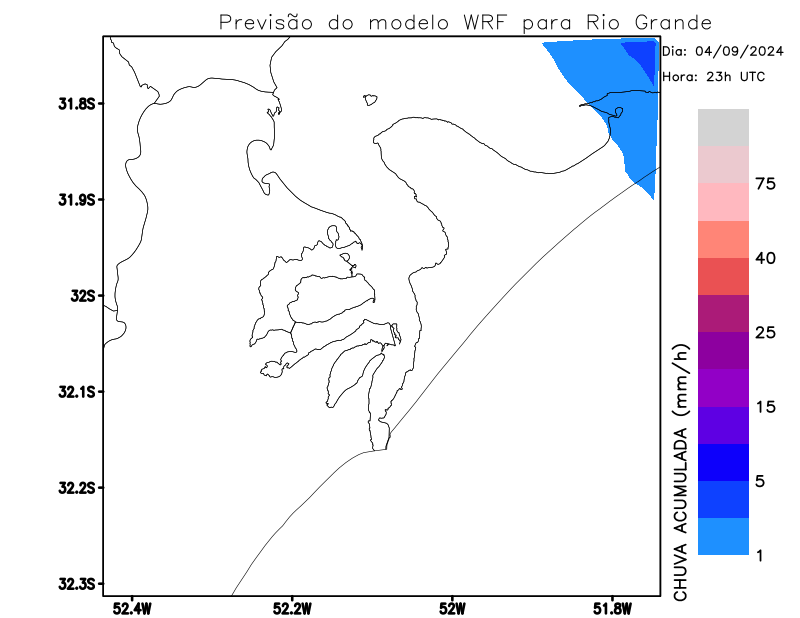 Previsão do modelo WRF para Rio Grande
Dia: 04/09/2024
Hora: 23h UTC
31.8S
31.9S
32S
32.1S
32.2S
32.3S
52.4W
52.2W
52W
51.8W
75
40
25
15
5
1
CHUVA ACUMULADA (mm/h)